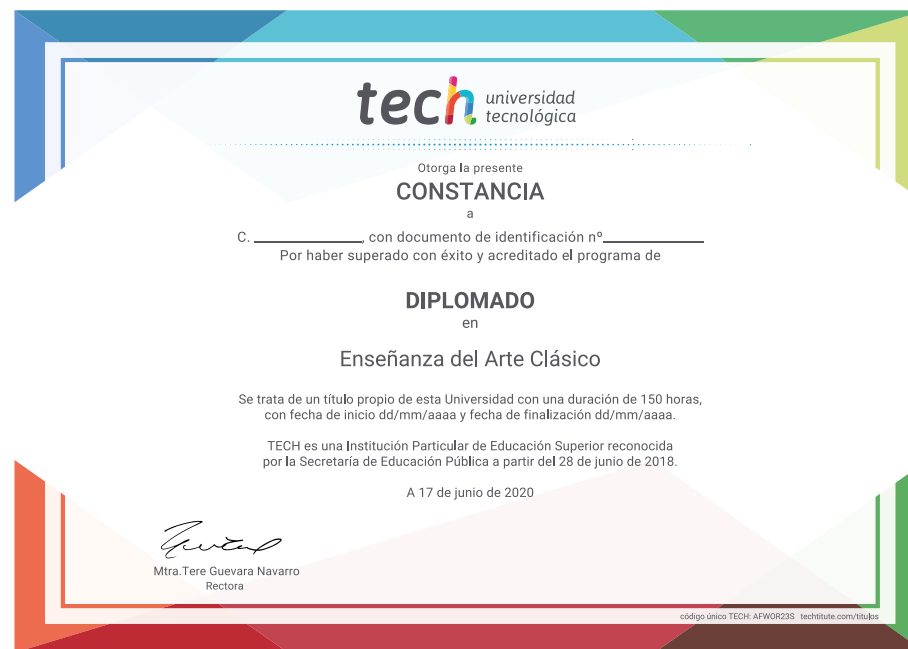 tech universidad
tecnológica
Otorga la presente
CONSTANCIA
a
C. ____________, con documento de identificación nº___________
Por haber superado con éxito y acreditado el programa de
DIPLOMADO
en
Enseñanza del Arte Clásico
Se trata de un título propio de esta Universidad con una duración de 150 horas,
con fecha de inicio dd/mm/aaaa y fecha de finalización dd/mm/aaaa.
TECH es una Institución Particular de Educación Superior reconocida
por la Secretaría de Educación Pública a partir del 28 de junio de 2018.
A 17 de junio de 2020
Mtra.Tere Guevara Navarro
Rectora
código único TECH: AFWOR23S techtitute.com/titulos